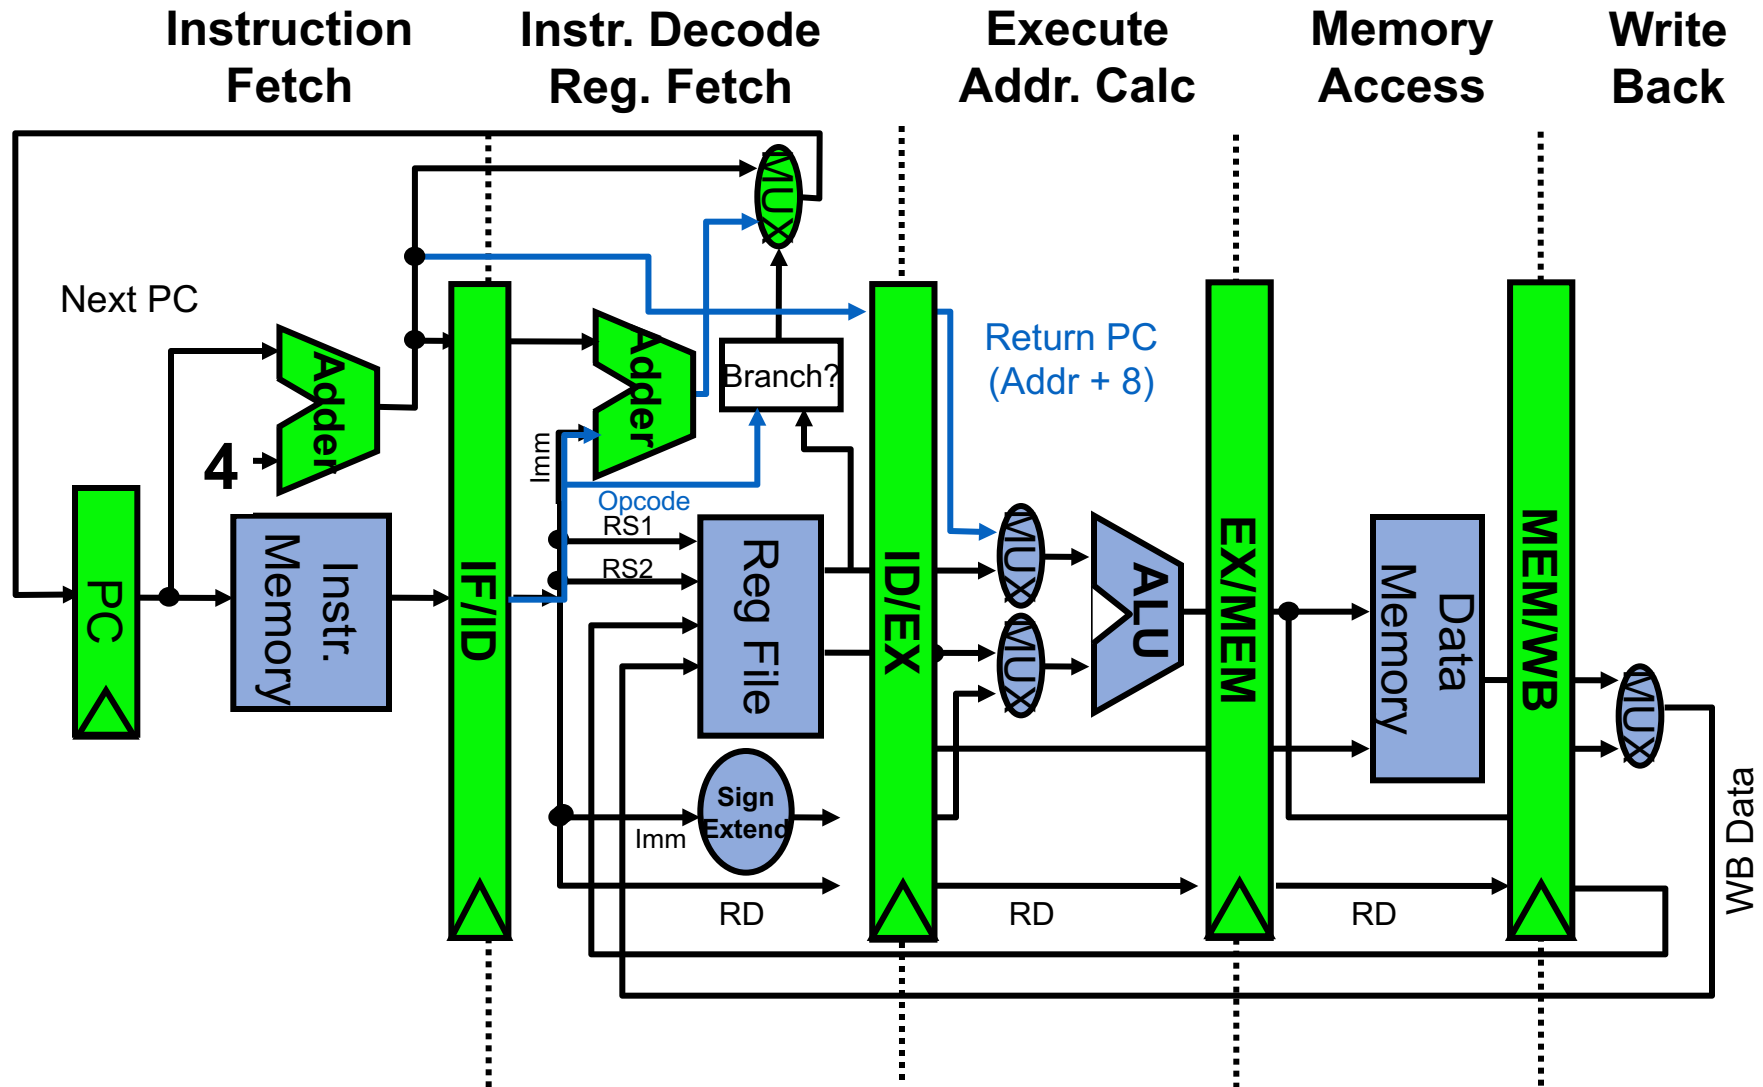 Instruction
Fetch
Instr. Decode
Reg. Fetch
Execute
Addr. Calc
Memory
Access
Write
Back
MUX
Next PC
Adder
4
Adder
Branch?
Return PC
(Addr + 8)
Imm
Opcode
RS1
RS2
PC
Instr.
Memory
IF/ID
Reg File
ID/EX
MUX
MUX
ALU
EX/MEM
Data
Memory
MEM/WB
MUX
Sign
Extend
Imm
RD
RD
RD
WB Data